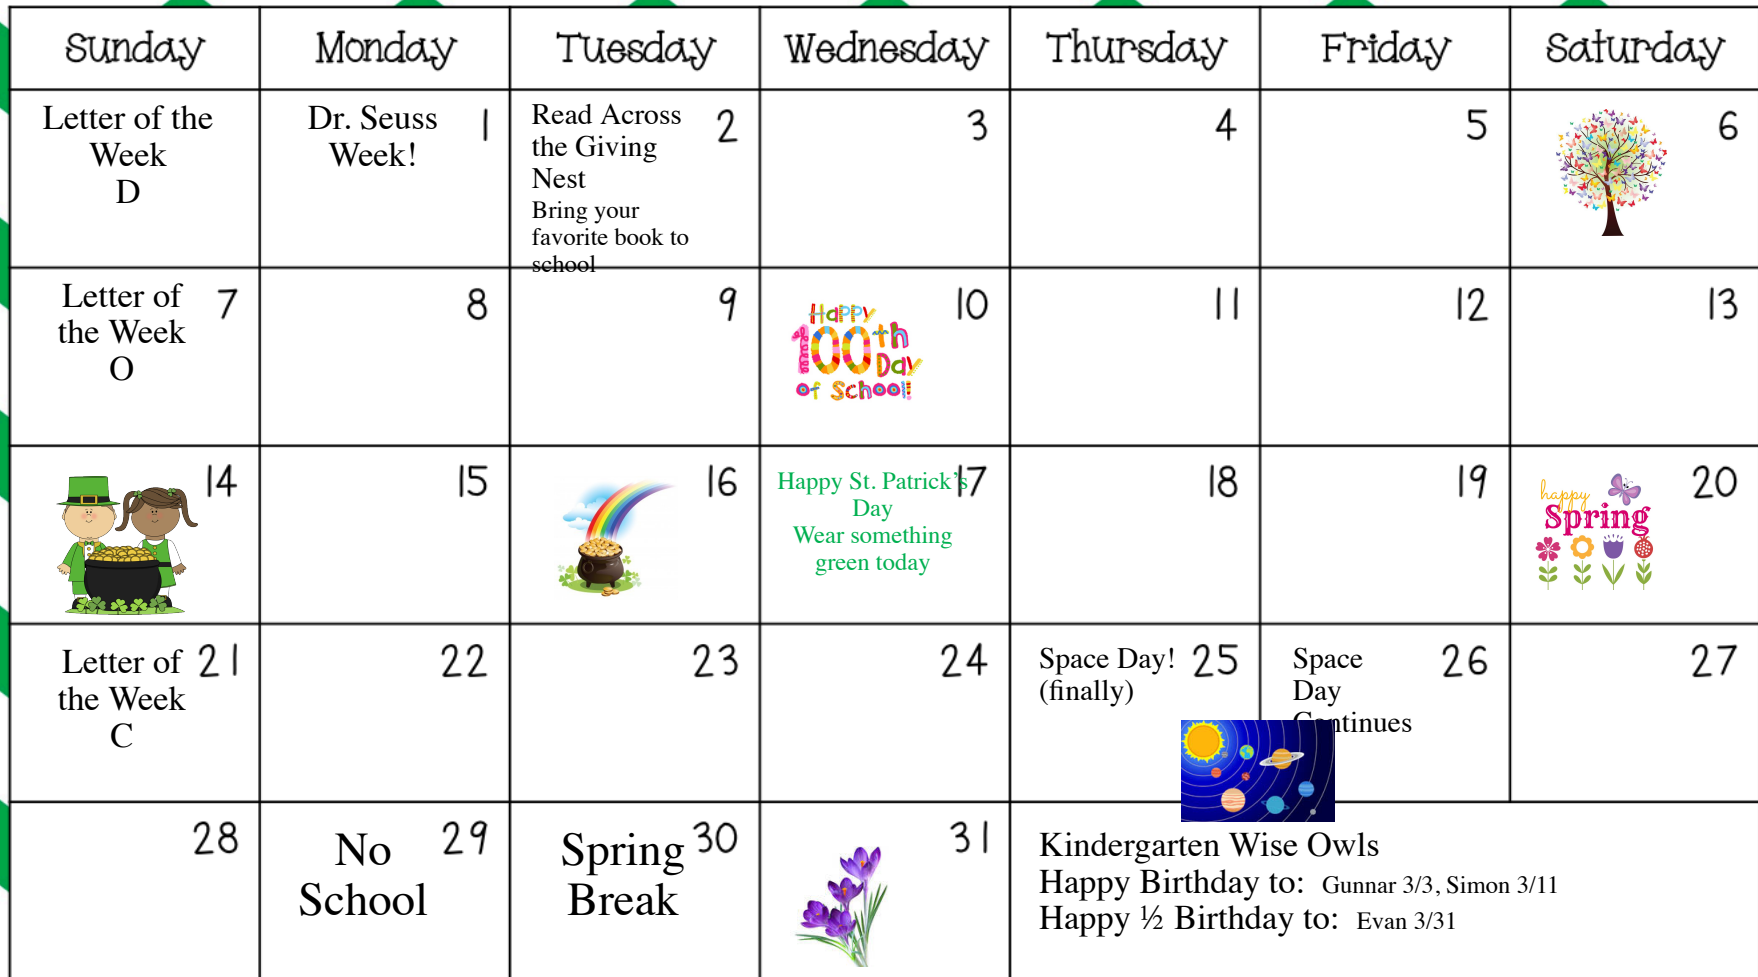 Sunday
Monday
Tuesday
Wednesday
Thursday
Friday
Saturday
Letter of the
Week
D
Dr. Seuss
Week!
1
Read Across
the Giving
Nest
Bring your
favorite book to
school
2
3
4
5
6
Letter of
the Week
O
7
8
9
Happy
100th
Day
of School!
10
11
12
13
14
15
16
Happy St. Patrick's
Day
Wear something
green today
17
18
19
happy
Spring
20
Letter of
the Week
C
21
22
23
24
Space Day!
(finally)
25
Space
Day
Continues
26
27
28
No
School
29
Spring
Break
30
31
Kindergarten Wise Owls
Happy Birthday to: Gunnar 3/3, Simon 3/11
Happy ½ Birthday to: Evan 3/31